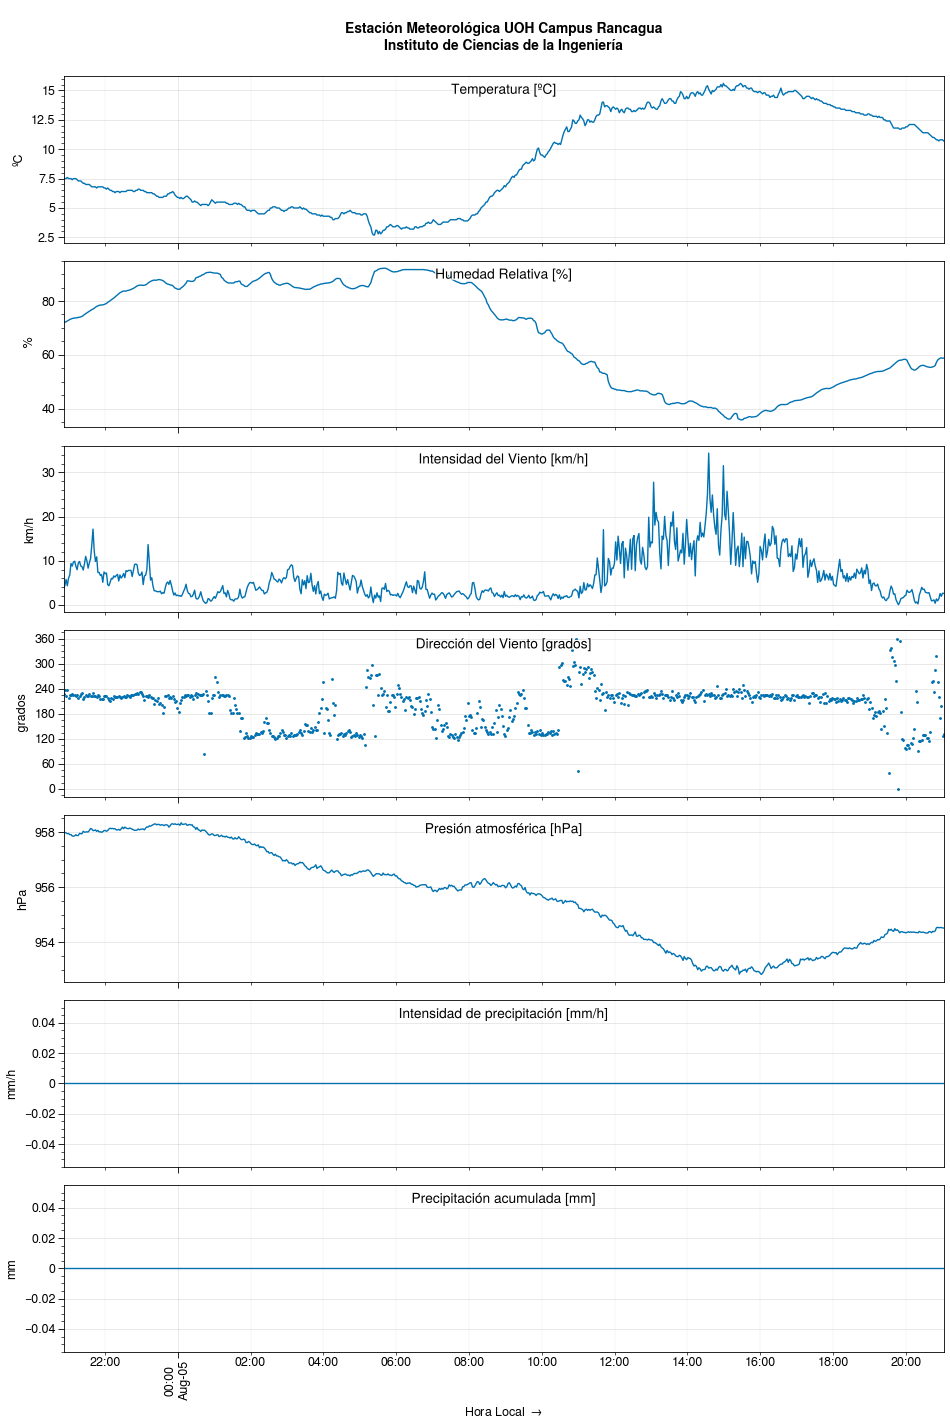 Estación Meteorológica UOH Campus Rancagua
Instituto de Ciencias de la Ingeniería
Temperatura [ºC]
ºC
15
12.5
10
7.5
5
2.5
Humedad Relativa [%]
%
80
60
40
Intensidad del Viento [km/h]
km/h
30
20
10
0
Dirección del Viento [grados]
grados
360
300
240
180
120
60
0
Presión atmosférica [hPa]
hPa
958
956
954
Intensidad de precipitación [mm/h]
mm/h
0.04
0.02
0
−0.02
−0.04
Precipitación acumulada [mm]
mm
0.04
0.02
0
−0.02
−0.04
22:00
00:00
Aug-05
02:00
04:00
06:00
08:00
10:00
12:00
14:00
16:00
18:00
20:00
Hora Local →